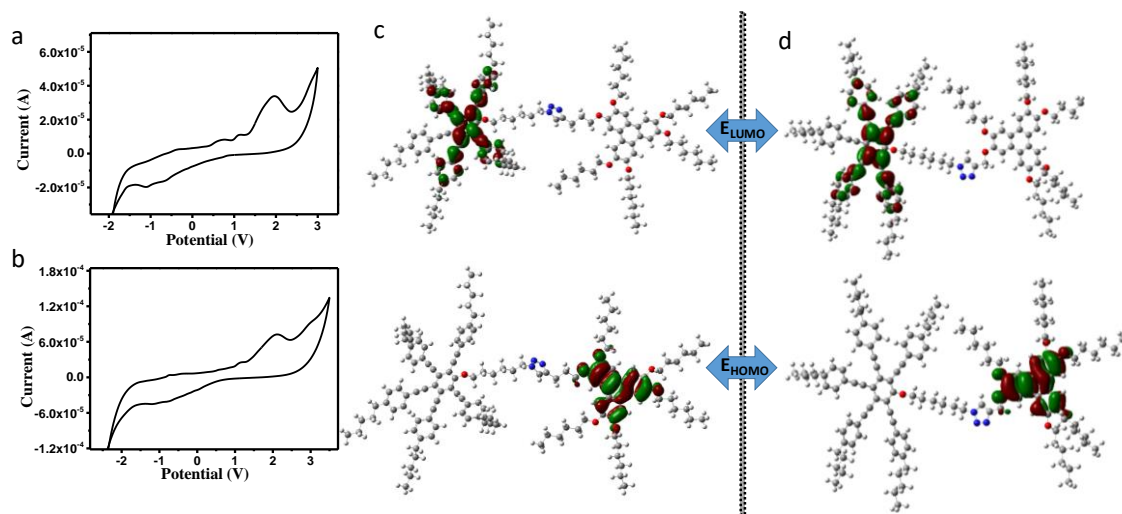 a
6.0x10⁻⁵
4.0x10⁻⁵
2.0x10⁻⁵
0.0
-2.0x10⁻⁵
Current (A)
-2 -1 0 1 2 3
Potential (V)
b
1.8x10⁻⁴
1.2x10⁻⁴
6.0x10⁻⁵
0.0
-6.0x10⁻⁵
-1.2x10⁻⁴
Current (A)
-2 -1 0 1 2 3
Potential (V)
c
d
E_LUMO
E_HOMO